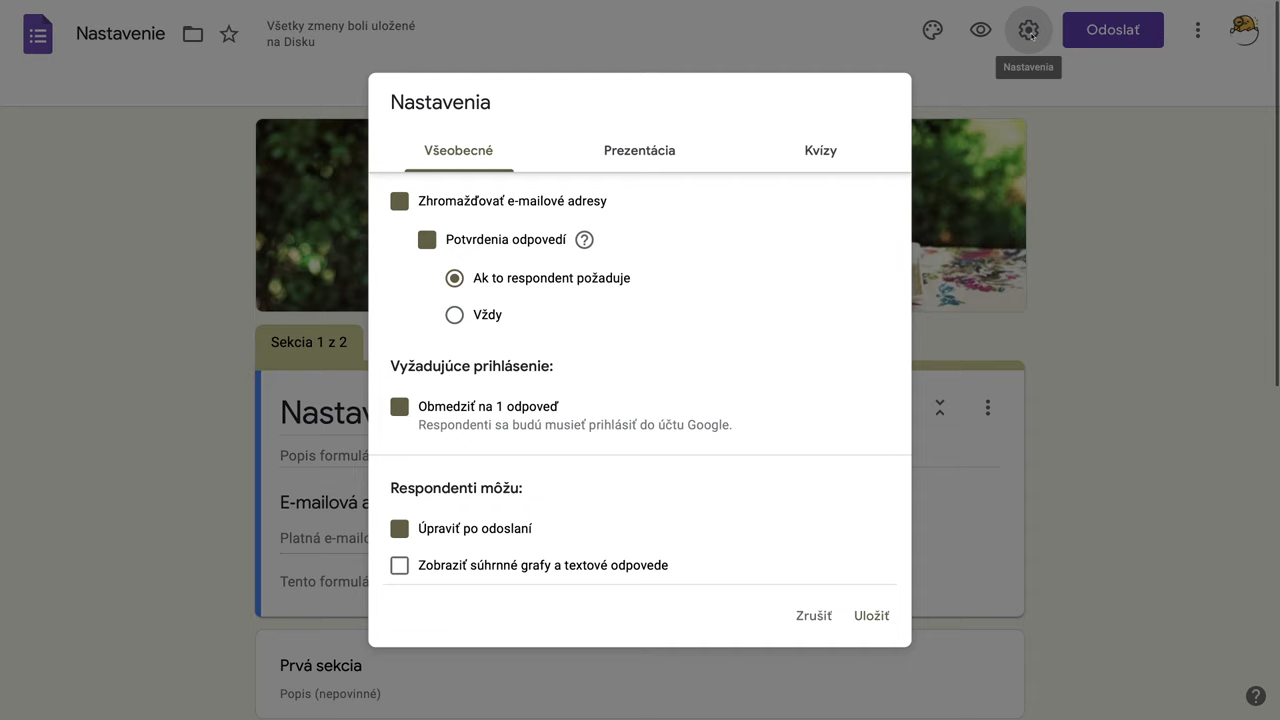 Nastavenie
Všetky zmeny boli uložené
na Disku
Odoslať
Nastavenia
Nastavenia
Všeobecné
Prezentácia
Kvízy
Zhromažďovať e-mailové adresy
Potvrdenia odpovedí
Ak to respondent požaduje
Vždy
Sekcia 1 z 2
Vyžadujúce prihlásenie:
Nastav
Obmedziť na 1 odpoveď
Respondenti sa budú musieť prihlásiť do účtu Google.
Popis formulá
Respondenti môžu:
E-mailová a
Úpraviť po odoslaní
Platná e-mail
Zobraziť súhrnné grafy a textové odpovede
Tento formulá
Zrušiť
Uložiť
Prvá sekcia
Popis (nepovinné)